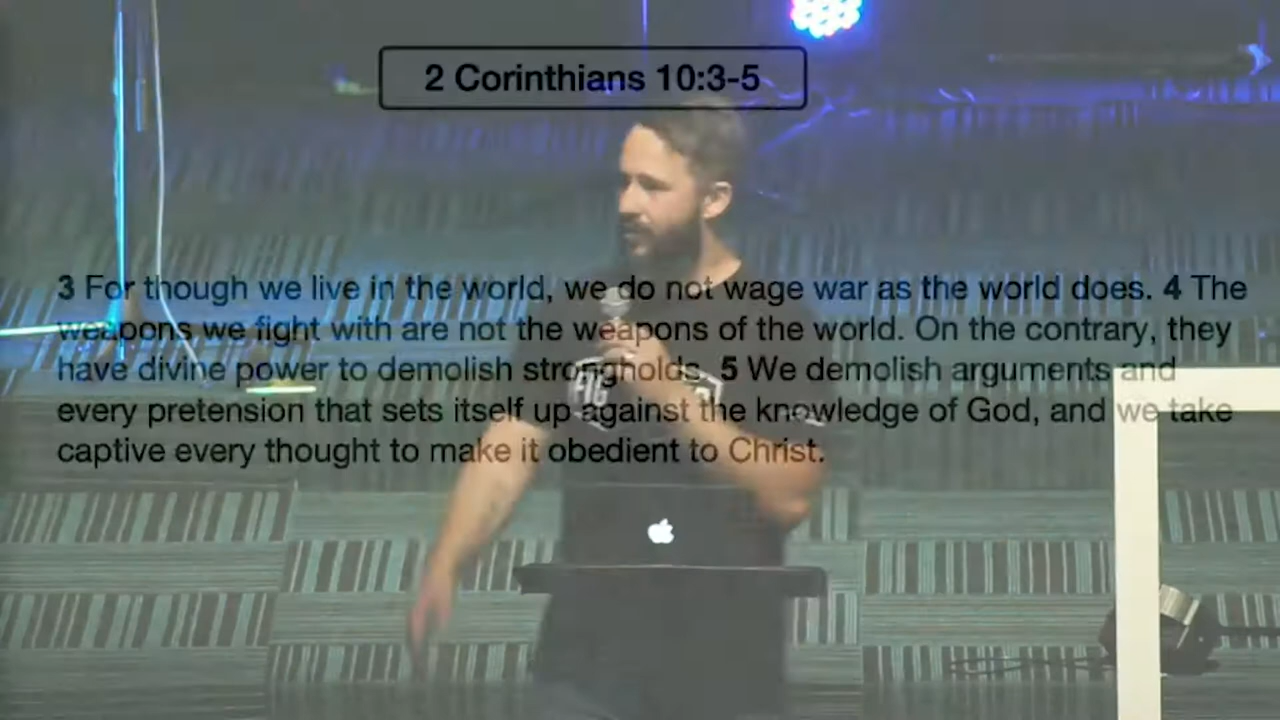 2 Corinthians 10:3-5
3 For though we live in the world, we do not wage war as the world does. 4 The
weapons we fight with are not the weapons of the world. On the contrary, they
have divine power to demolish strongholds. 5 We demolish arguments and
every pretension that sets itself up against the knowledge of God, and we take
captive every thought to make it obedient to Christ.